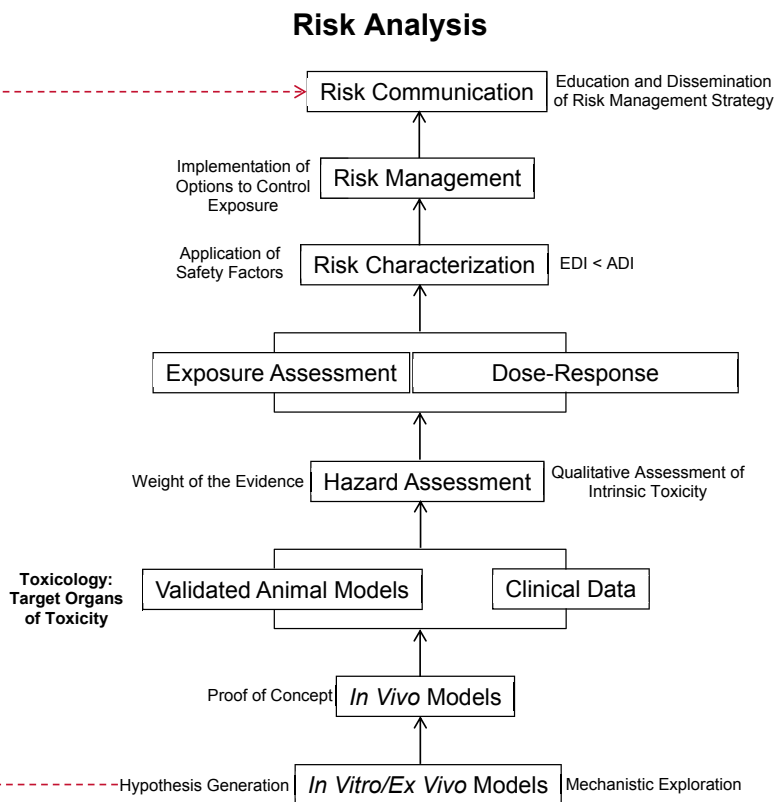 Risk Analysis
Risk Communication
Education and Dissemination
of Risk Management Strategy
Implementation of
Options to Control
Exposure
Risk Management
Application of
Safety Factors
Risk Characterization
EDI < ADI
Exposure Assessment
Dose-Response
Weight of the Evidence
Hazard Assessment
Qualitative Assessment of
Intrinsic Toxicity
Toxicology:
Target Organs
of Toxicity
Validated Animal Models
Clinical Data
Proof of Concept
In Vivo Models
Hypothesis Generation
In Vitro/Ex Vivo Models
Mechanistic Exploration